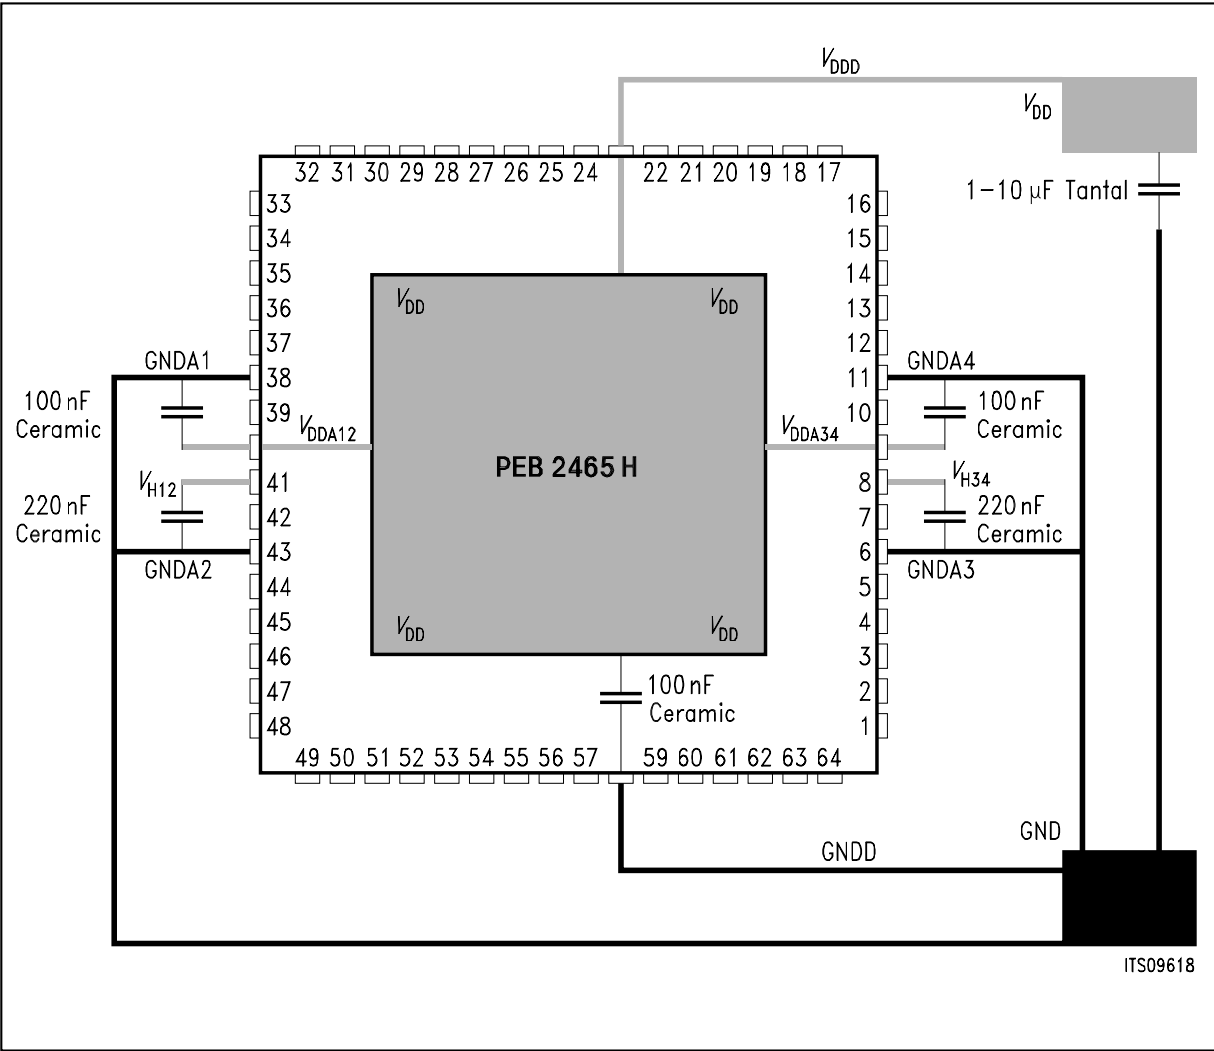 VDDD
VDD
1–10 µF Tantal
32 31 30 29 28 27 26 25 24 22 21 20 19 18 17
33
34
35
36
37
38
39
41
42
43
44
45
46
47
48
16
15
14
13
12
11
10
8
7
6
5
4
3
2
1
VDD VDD
GNDA1
100 nF
Ceramic
VDDA12
VH12
220 nF
Ceramic
GNDA2
PEB 2465 H
GNDA4
100 nF
Ceramic
VDDA34
VH34
220 nF
Ceramic
GNDA3
VDD VDD
100 nF
Ceramic
49 50 51 52 53 54 55 56 57 59 60 61 62 63 64
GND
GNDD
ITS09618